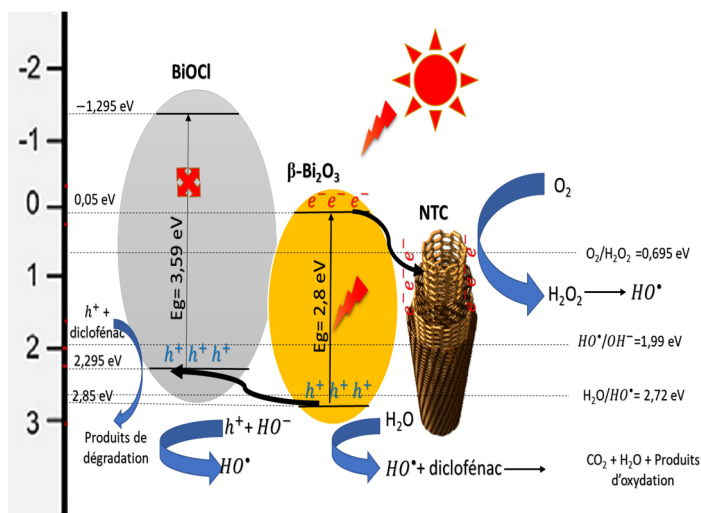 -2
-1
0
1
2
3
BiOCl
−1,295 eV
β-Bi₂O₃
e⁻ e⁻ e⁻
0,05 eV
NTC
O₂
e⁻
e⁻
e⁻
e⁻
e⁻
e⁻
O₂/H₂O₂ =0,695 eV
H₂O₂ → HO•
Eg= 3,59 eV
Eg= 2,8 eV
h⁺ +
diclofénac
HO•/OH⁻=1,99 eV
h⁺ h⁺ h⁺
2,295 eV
h⁺ h⁺ h⁺
2,85 eV
H₂O/HO•= 2,72 eV
Produits de
dégradation
h⁺+ HO⁻
HO•
H₂O
HO•+ diclofénac
CO₂ + H₂O + Produits
d'oxydation